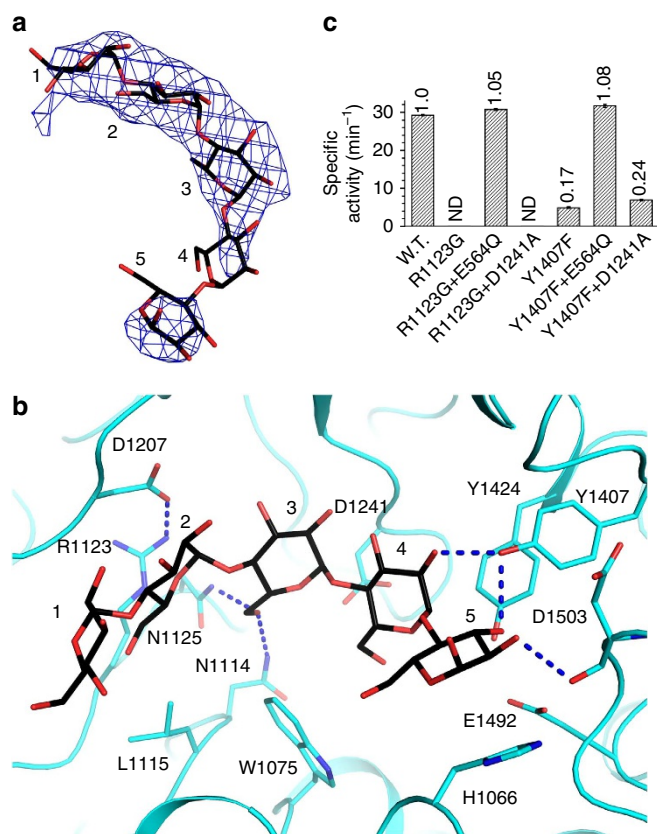 a
1
2
3
4
5
c
Specific
activity (min⁻¹)
30
20
10
0
1.0
ND
1.05
ND
0.17
1.08
0.24
W.T.
R1123G
R1123G+E564Q
R1123G+D1241A
Y1407F
Y1407F+E564Q
Y1407F+D1241A
b
D1207
R1123
1
2
3
D1241
4
Y1424
Y1407
5
D1503
N1125
N1114
L1115
W1075
E1492
H1066